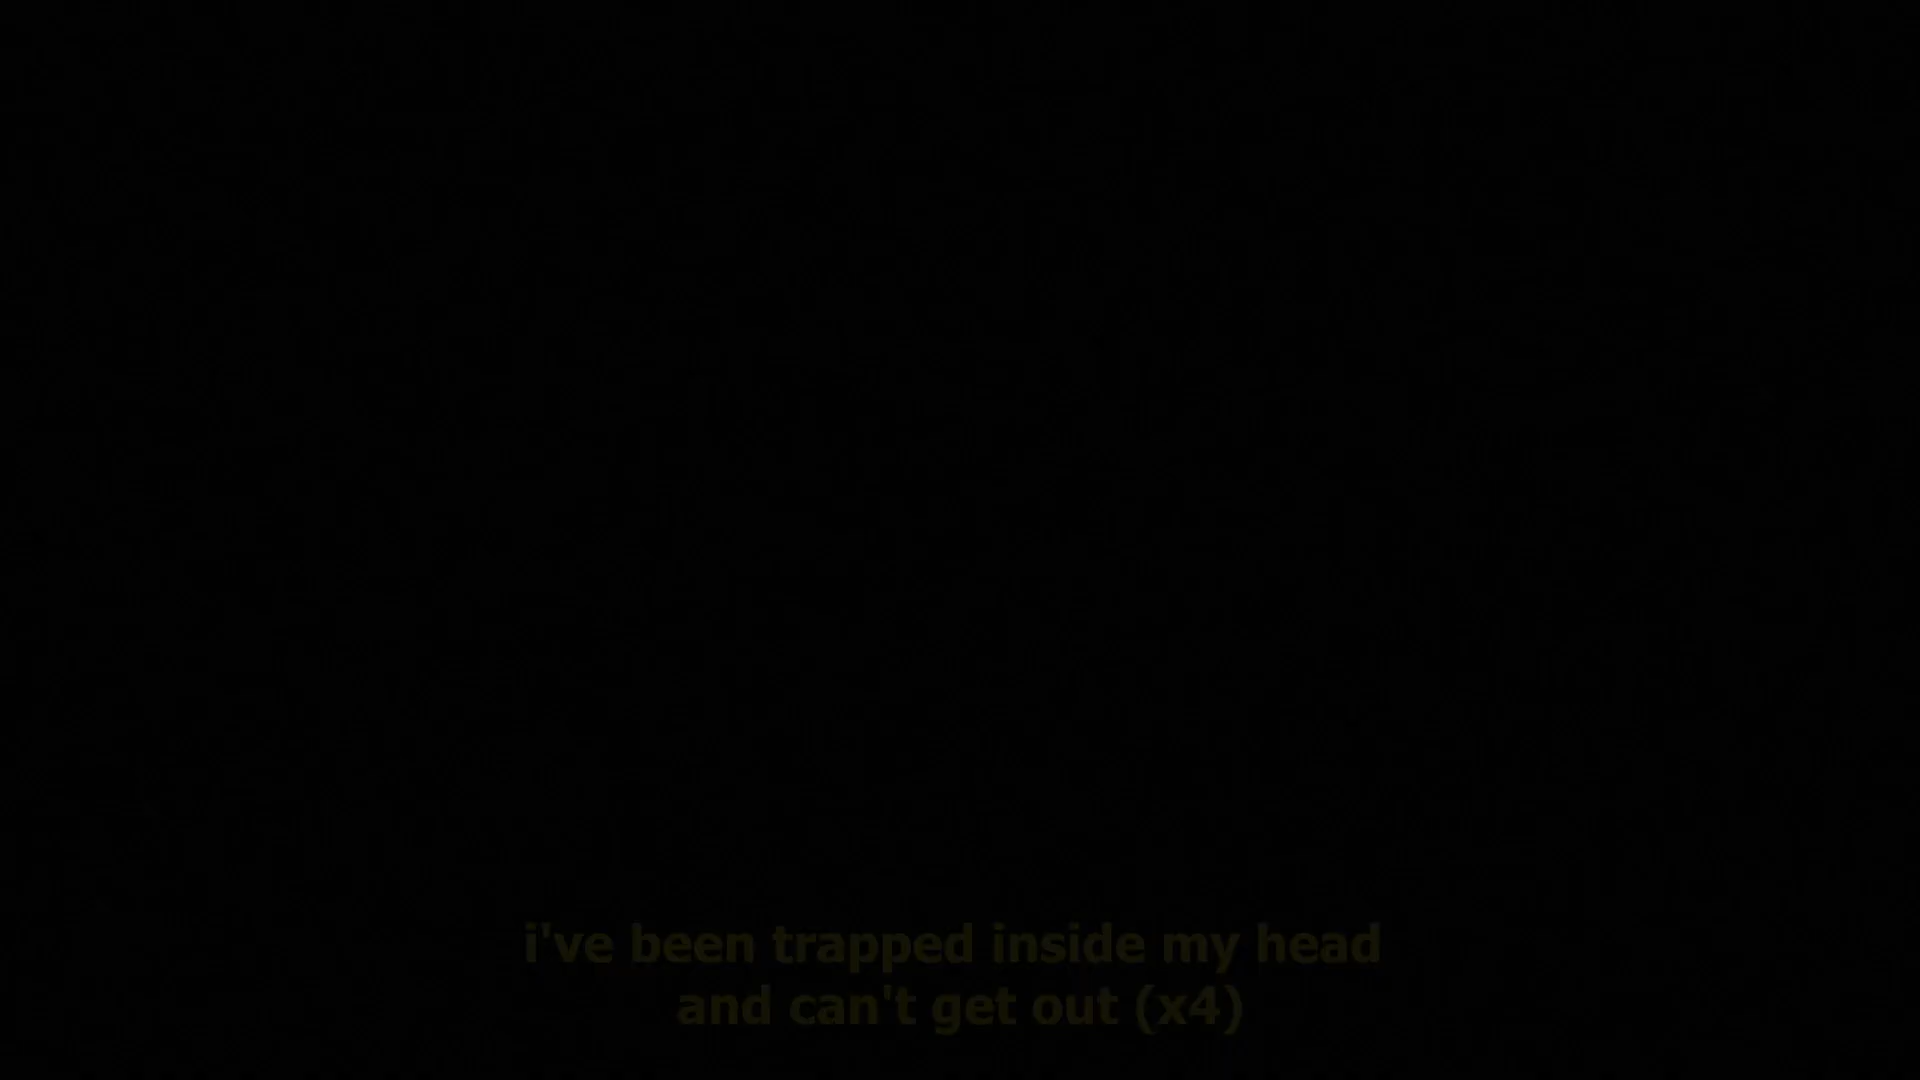 i've been trapped inside my head
and can't get out (x4)